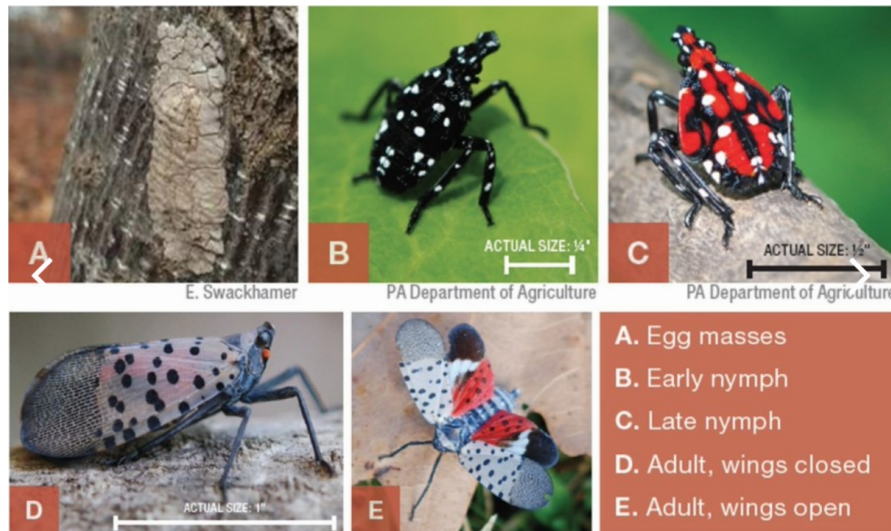 A
E. Swackhamer
B
ACTUAL SIZE: ¼"
PA Department of Agriculture
C
ACTUAL SIZE: ½"
PA Department of Agriculture
D
ACTUAL SIZE: 1"
E
A. Egg masses
B. Early nymph
C. Late nymph
D. Adult, wings closed
E. Adult, wings open